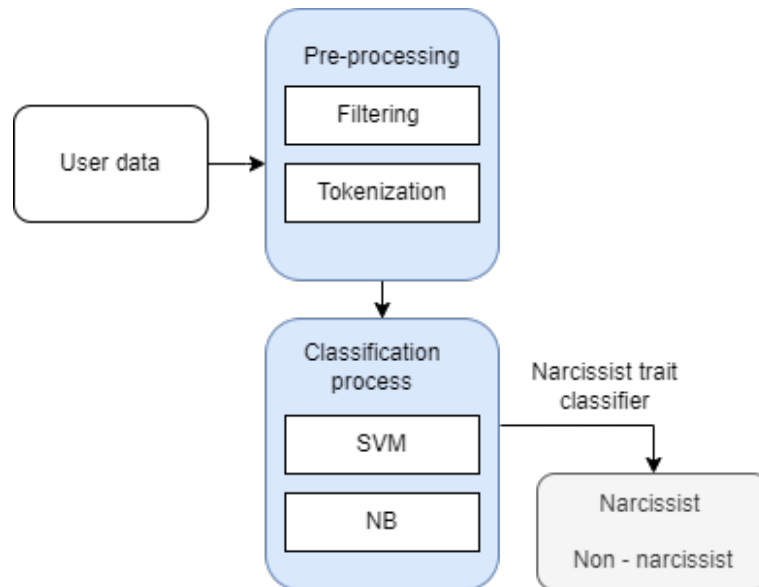 Pre-processing
Filtering
User data
Tokenization
Classification
process
Narcissist trait
classifier
SVM
NB
Narcissist
Non - narcissist